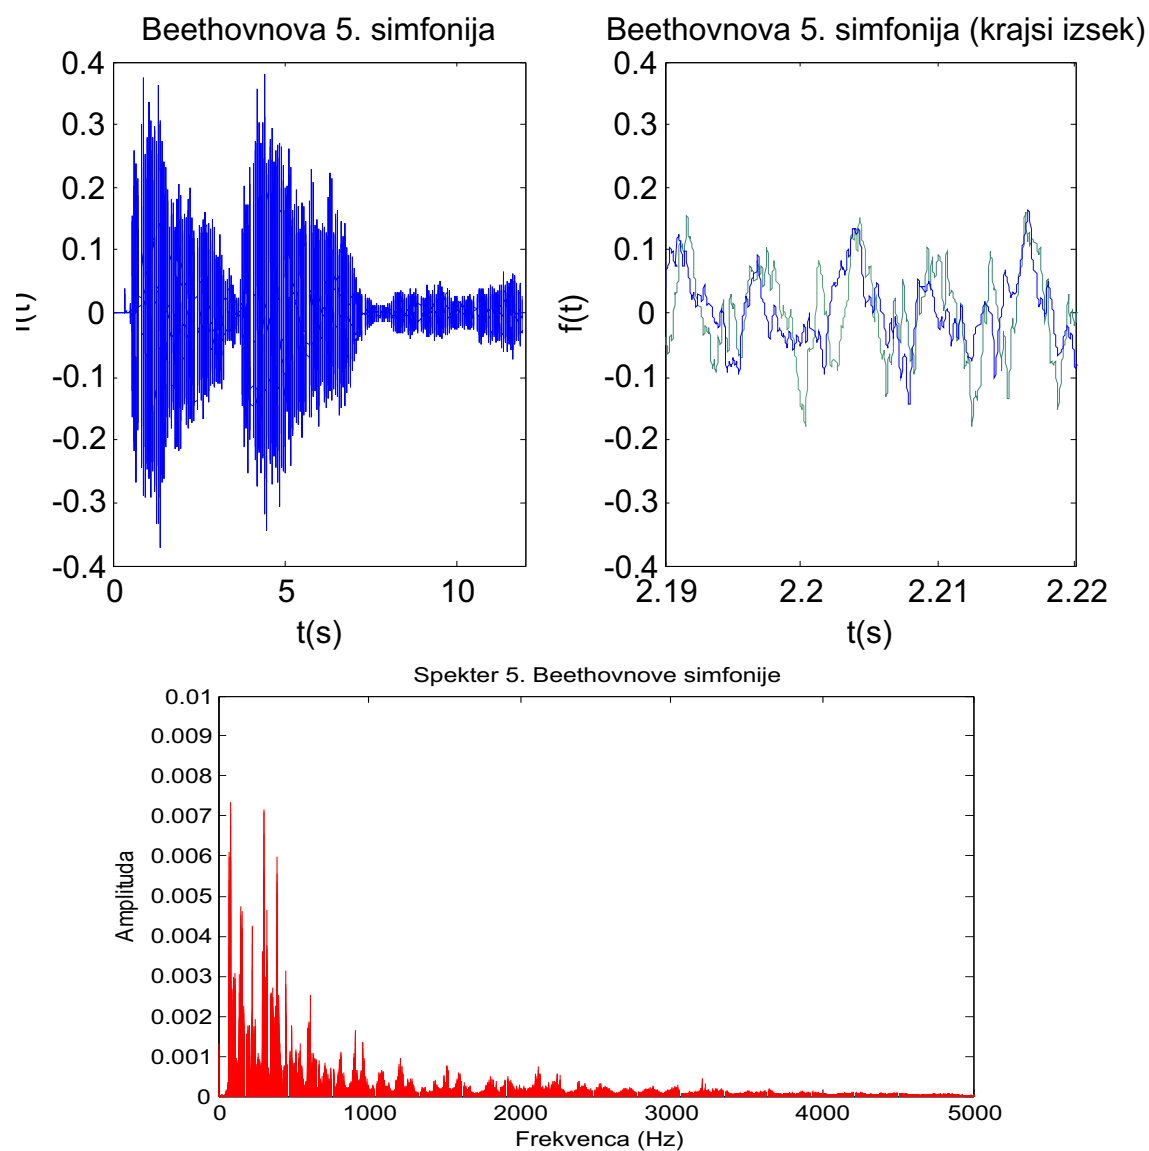 Beethovnova 5. simfonija
0.4
0.3
0.2
0.1
0
-0.1
-0.2
-0.3
-0.4
0 5 10
t(s)
Beethovnova 5. simfonija (krajsi izsek)
f(t)
0.4
0.3
0.2
0.1
0
-0.1
-0.2
-0.3
-0.4
2.19 2.2 2.21 2.22
t(s)
Spekter 5. Beethovnove simfonije
Amplituda
0.01
0.009
0.008
0.007
0.006
0.005
0.004
0.003
0.002
0.001
0
0 1000 2000 3000 4000 5000
Frekvenca (Hz)